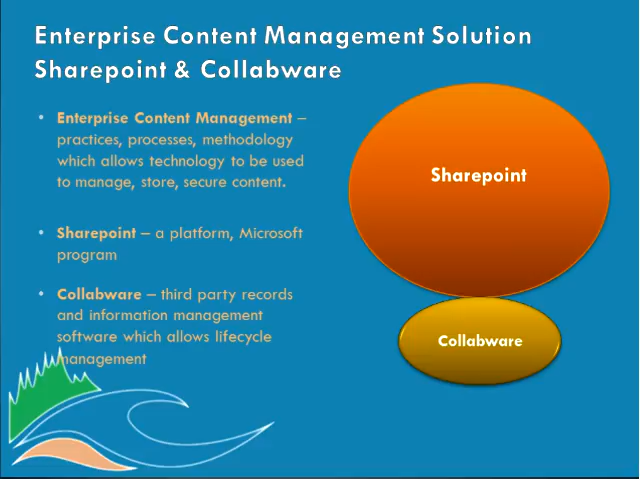 Enterprise Content Management Solution
Sharepoint & Collabware
• Enterprise Content Management –
practices, processes, methodology
which allows technology to be used
to manage, store, secure content.
• Sharepoint – a platform, Microsoft
program
• Collabware – third party records
and information management
software which allows lifecycle
management
Sharepoint
Collabware